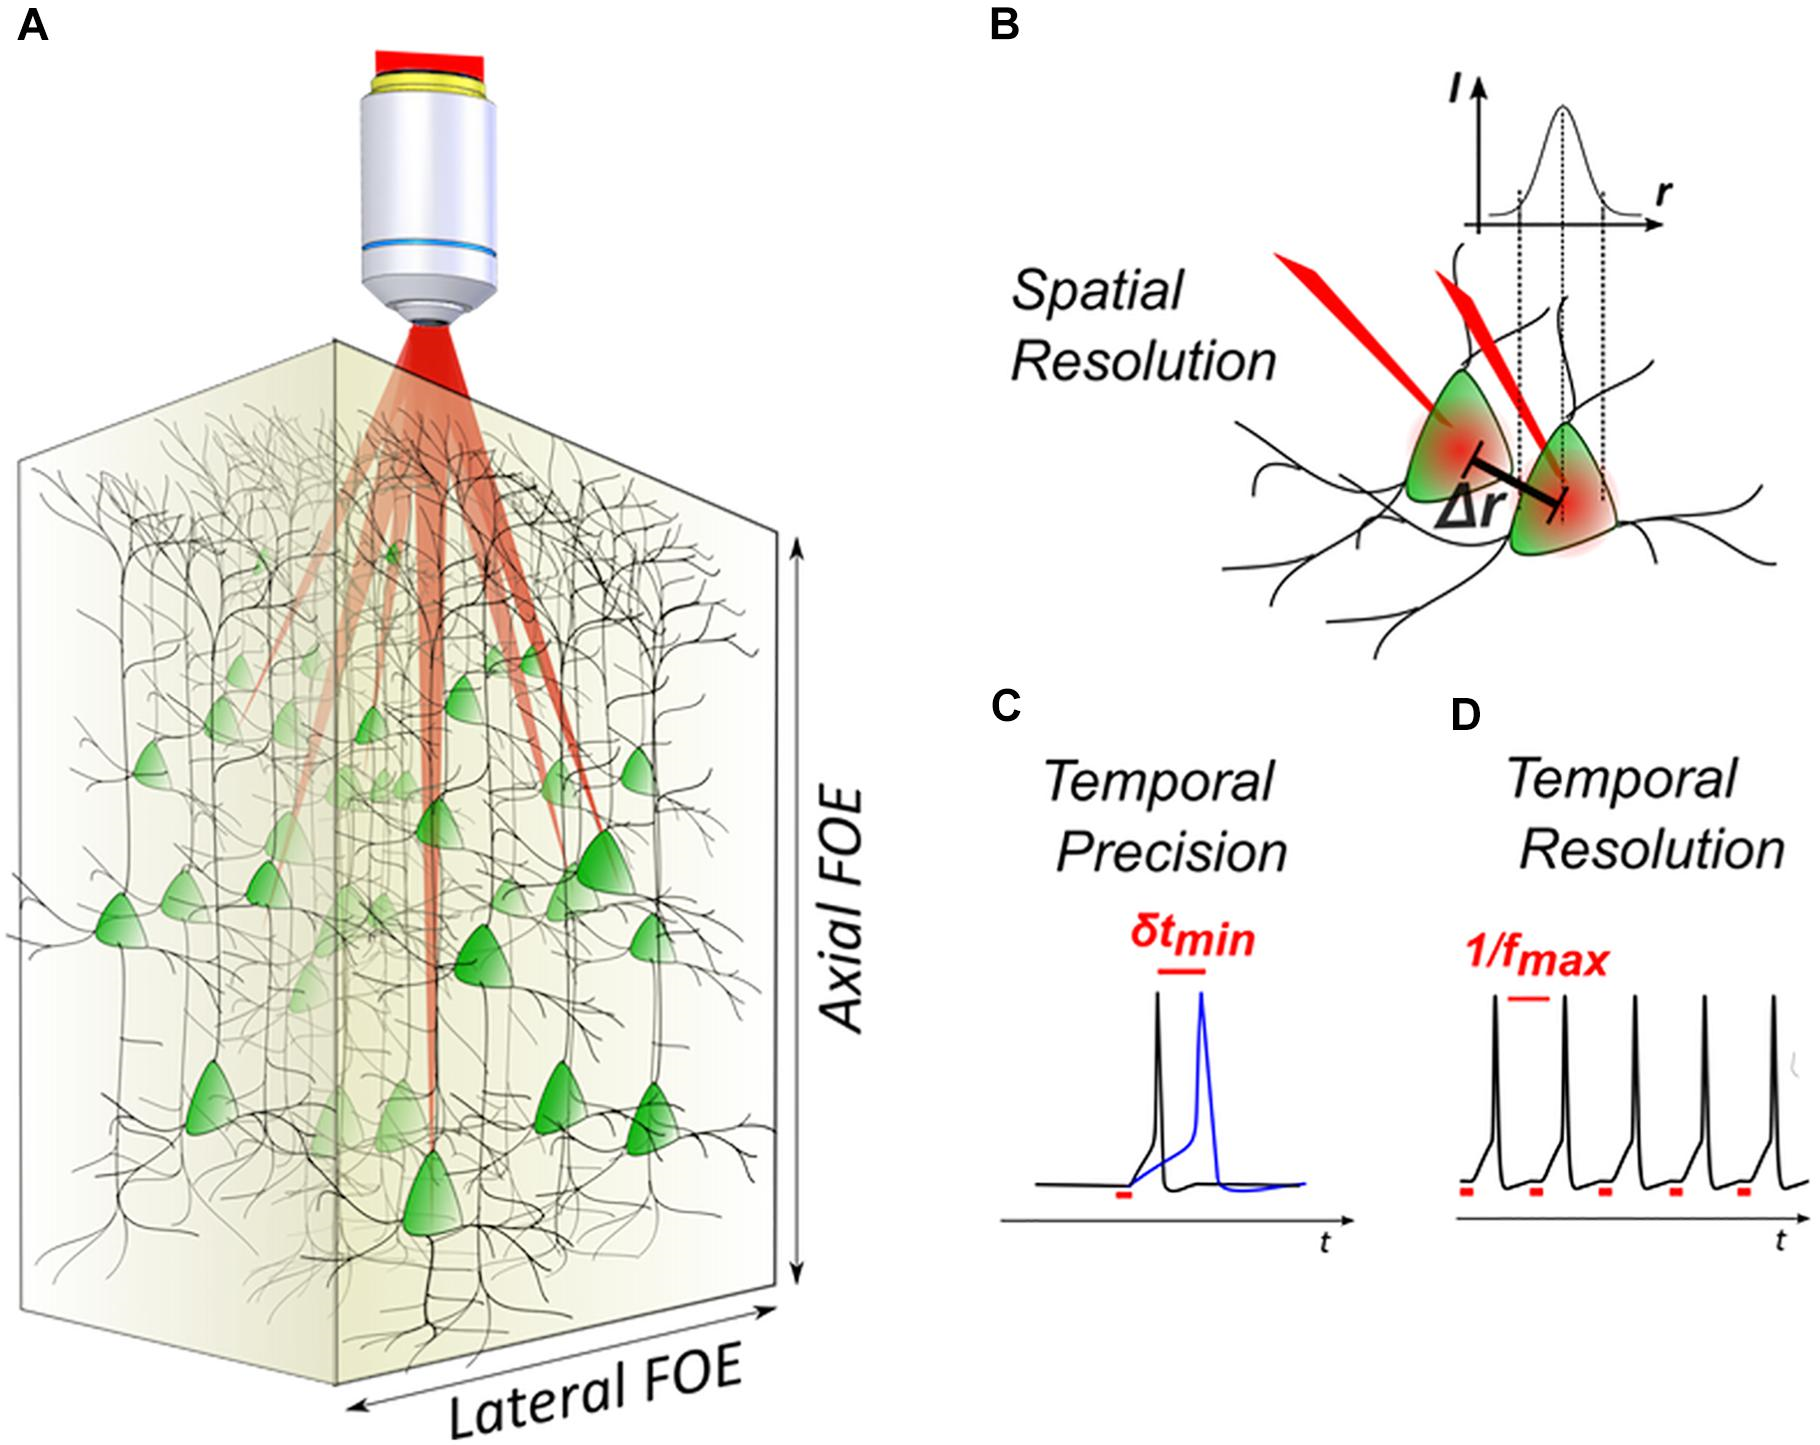 A
Axial FOE
Lateral FOE
B
I
r
Spatial
Resolution
Δr
C
Temporal
Precision
δtmin
t
D
Temporal
Resolution
1/fmax
t